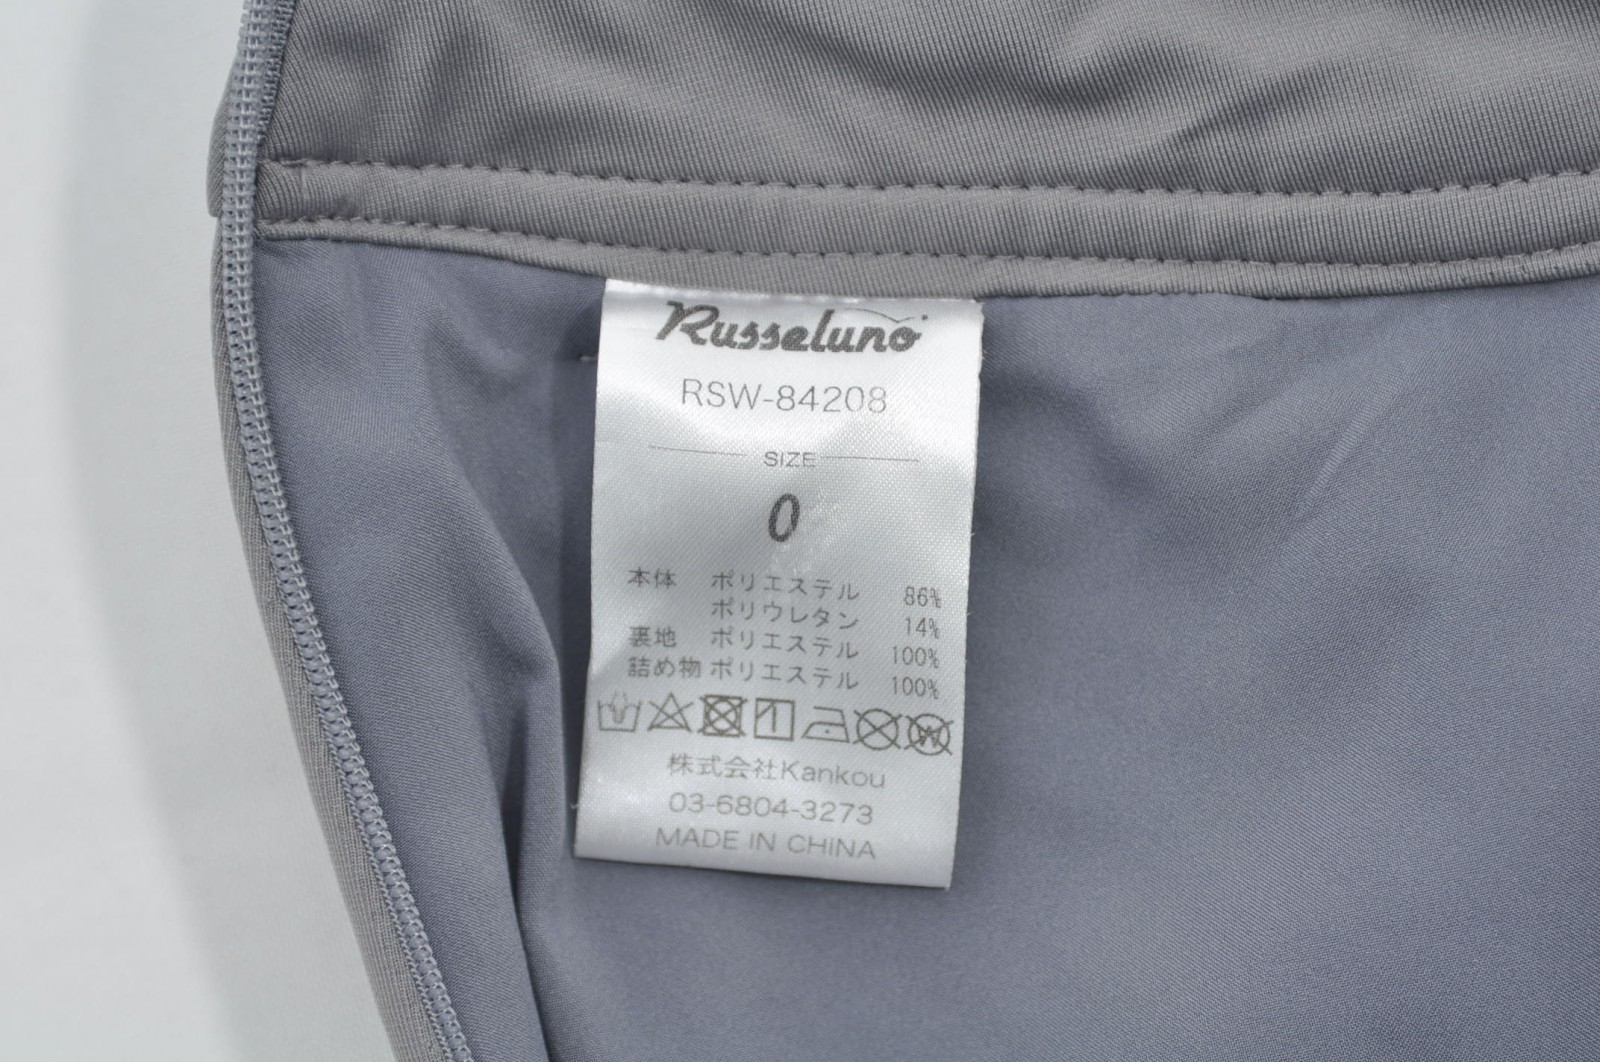 Russeluno
RSW-84208
SIZE
0
本体 ポリエステル 86%
ポリウレタン 14%
裏地 ポリエステル 100%
詰め物 ポリエステル 100%
W
株式会社Kankou
03-6804-3273
MADE IN CHINA